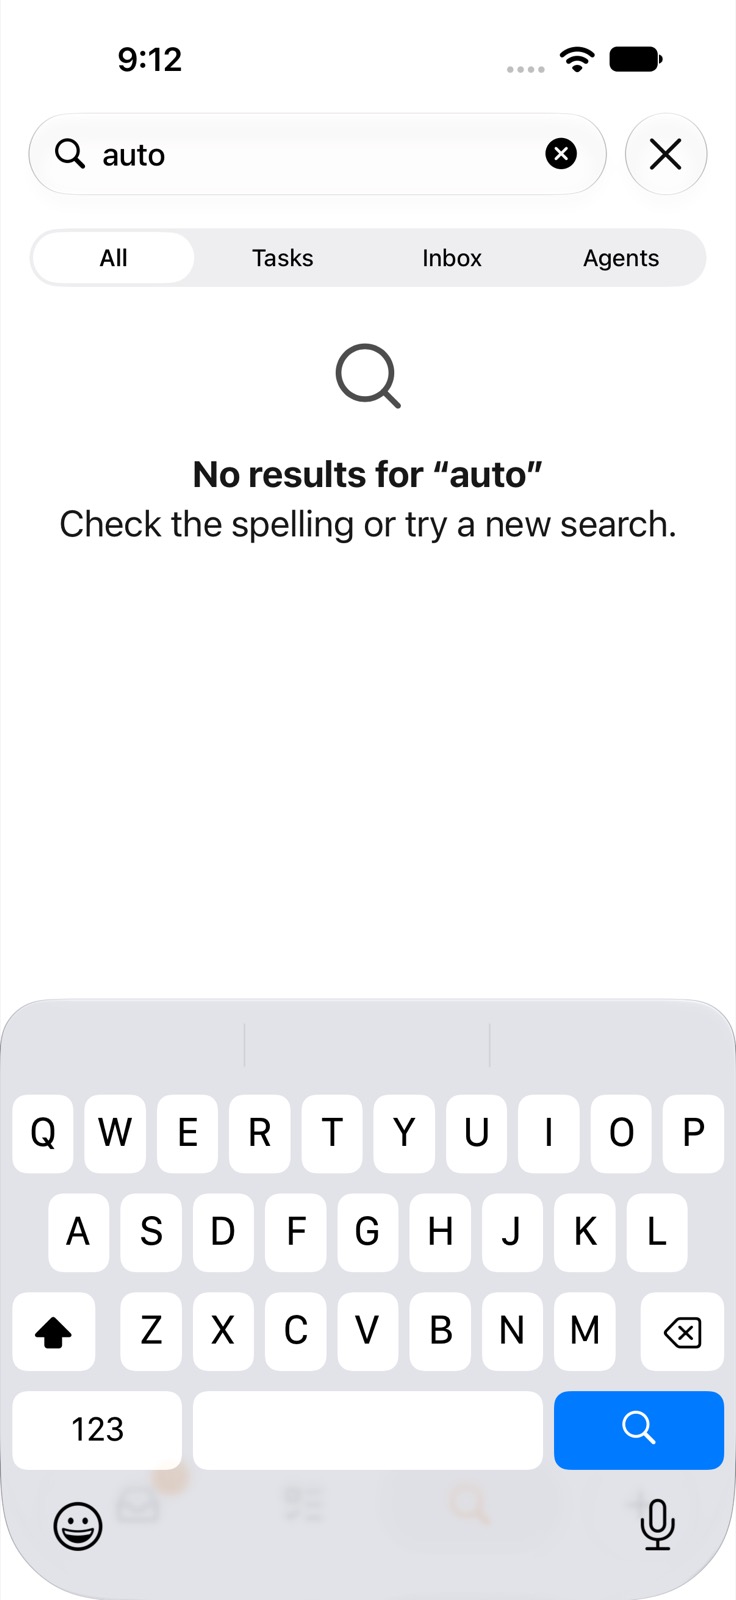 9:12
auto
All Tasks Inbox Agents
No results for “auto”
Check the spelling or try a new search.
Q W E R T Y U I O P
A S D F G H J K L
Z X C V B N M
123